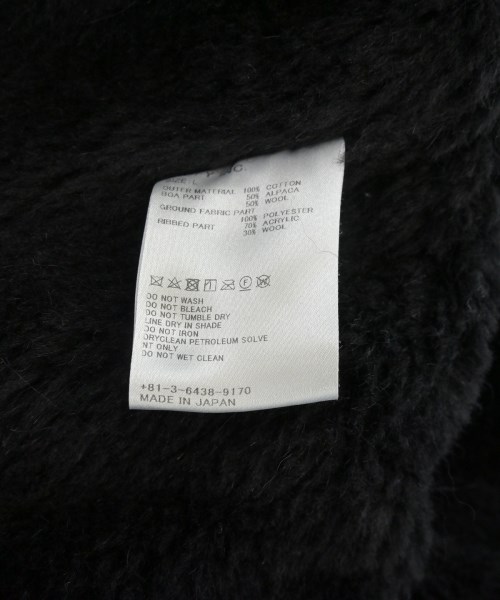 OUTER MATERIAL 100% COTTON
BOA PART 50% ALPACA
50% WOOL
GROUND FABRIC PART
100% POLYESTER
RIBBED PART 70% ACRYLIC
30% WOOL
DO NOT WASH
DO NOT BLEACH
DO NOT TUMBLE DRY
LINE DRY IN SHADE
DO NOT IRON
DRYCLEAN PETROLEUM SOLVE
NT ONLY
DO NOT WET CLEAN
+81-3-6438-9170
MADE IN JAPAN